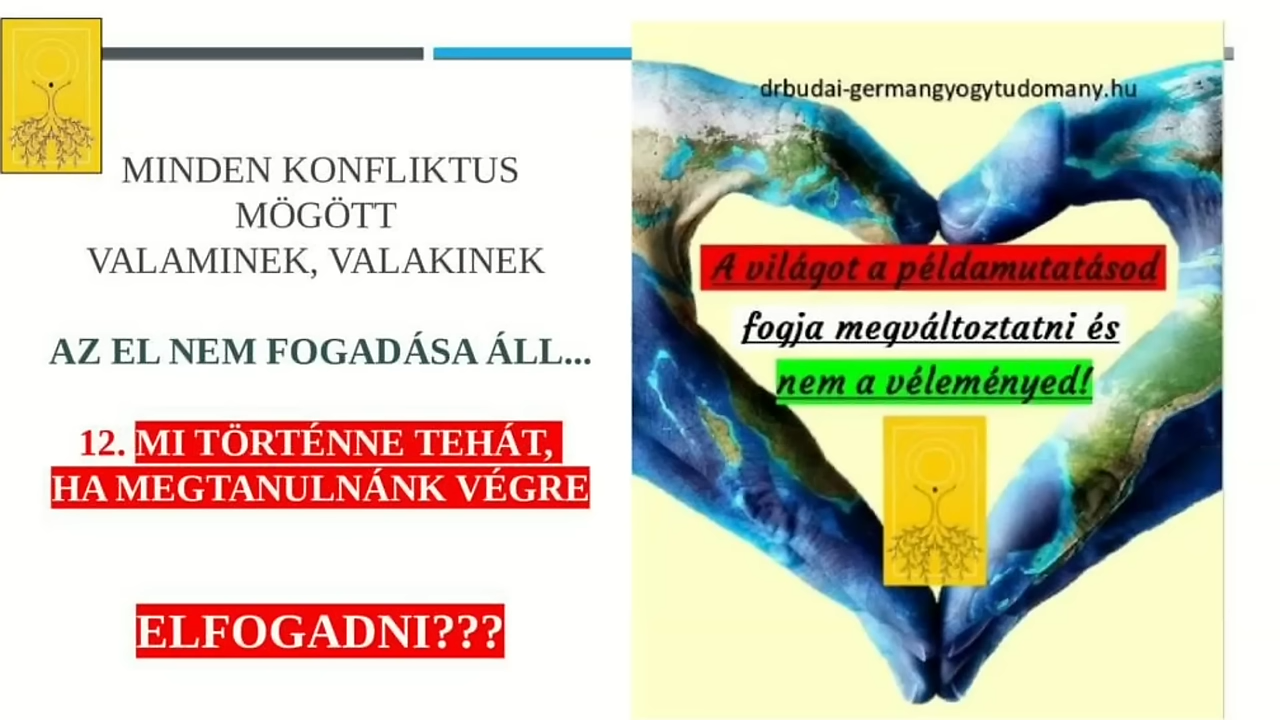 MINDEN KONFLIKTUS
MÖGÖTT
VALAMINEK, VALAKINEK
AZ EL NEM FOGADÁSA ÁLL...
12. MI TÖRTÉNNE TEHÁT,
HA MEGTANULNÁNK VÉGRE
ELFOGADNI???
drbudai-germangyogytudomany.hu
A világot a példamutatásod
fogja megváltoztatni és
nem a véleményed!